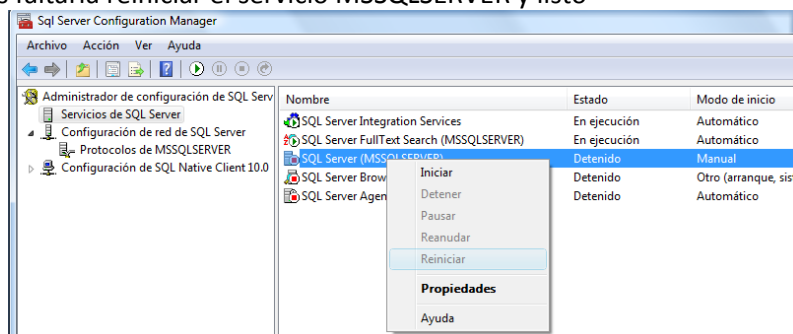 faltaría reiniciar el servicio MSSQLSERVER y listo
Sql Server Configuration Manager
Archivo Acción Ver Ayuda
Administrador de configuración de SQL Serv
Servicios de SQL Server
Configuración de red de SQL Server
Protocolos de MSSQLSERVER
Configuración de SQL Native Client 10.0
Nombre Estado Modo de inicio
SQL Server Integration Services En ejecución Automático
SQL Server FullText Search (MSSQLSERVER) En ejecución Automático
SQL Server (MSSQLSERVER) Detenido Manual
SQL Server Brow Detenido Otro (arranque, sis
SQL Server Agen Detenido Automático
Iniciar
Detener
Pausar
Reanudar
Reiniciar
Propiedades
Ayuda